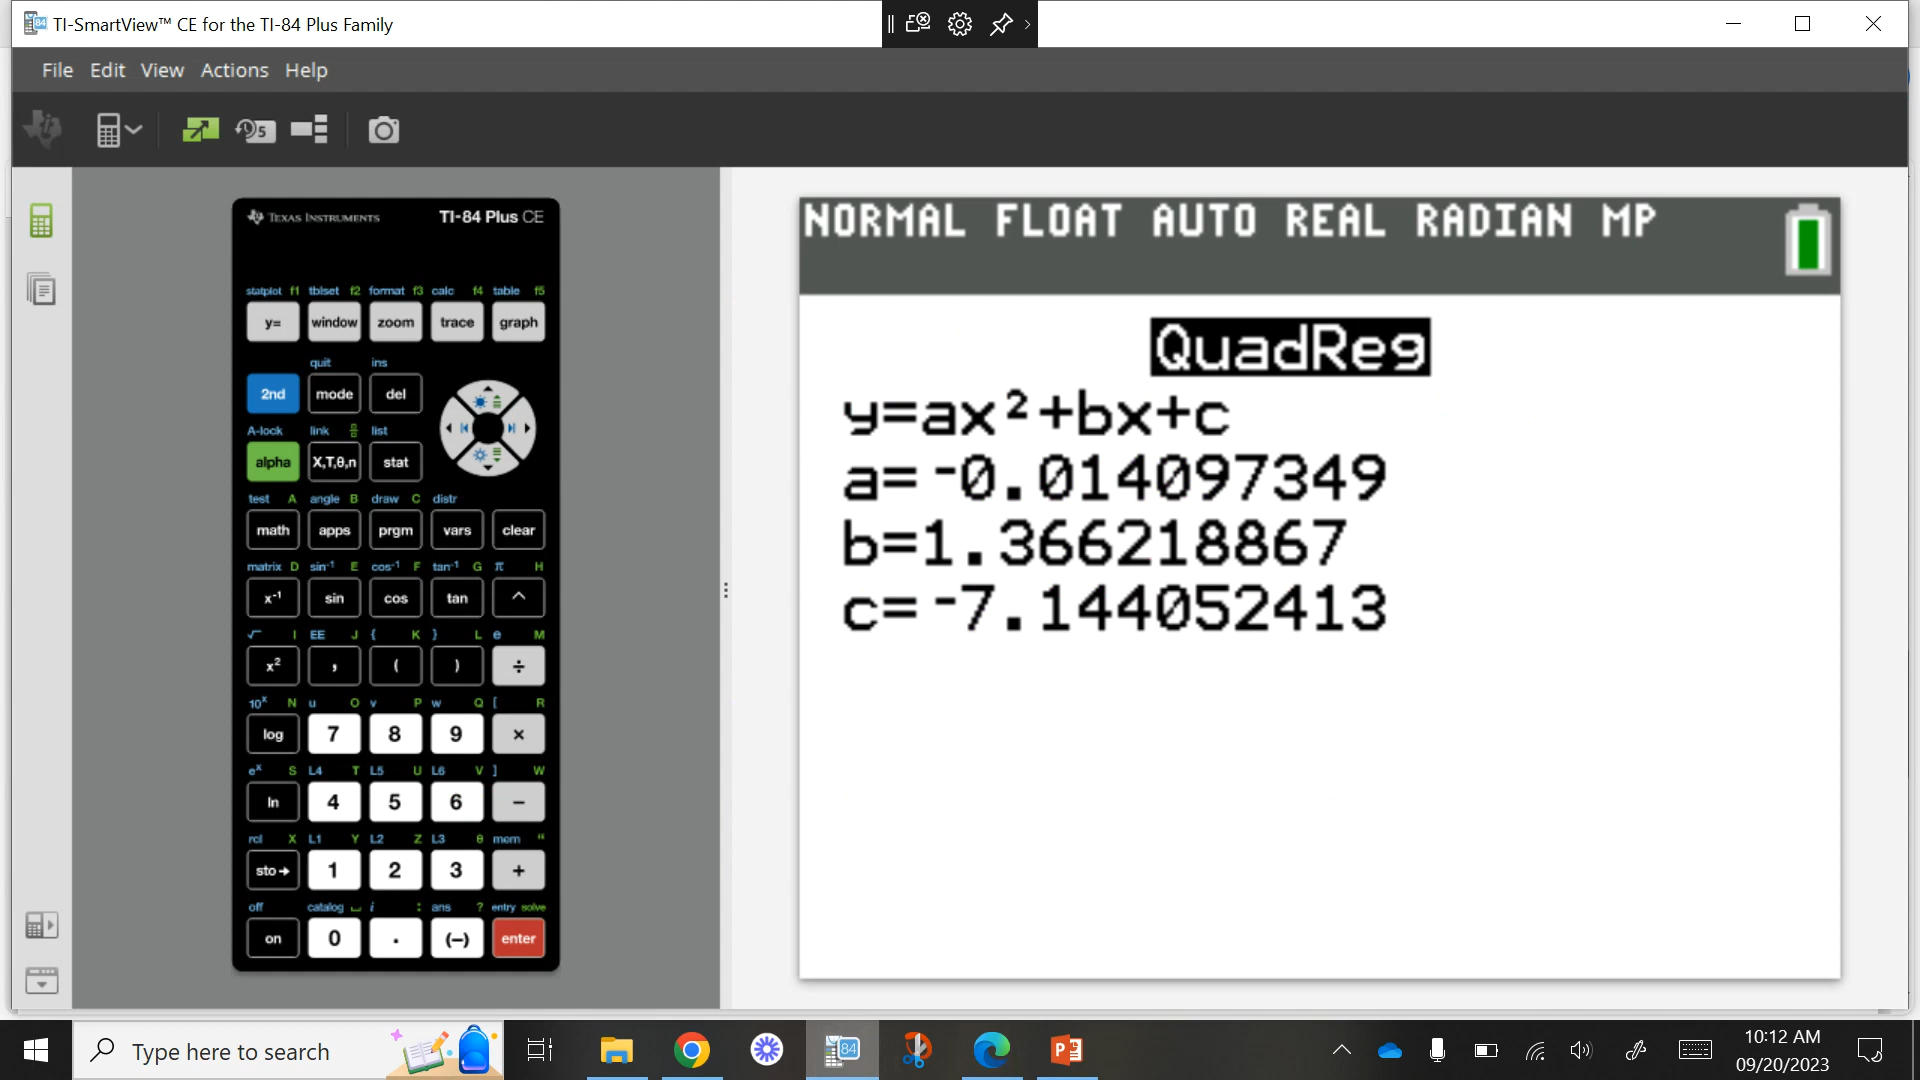 TI-SmartView™ CE for the TI-84 Plus Family
File Edit View Actions Help
TEXAS INSTRUMENTS TI-84 Plus CE
statplot f1 tblset f2 format f3 calc f4 table f5
y= window zoom trace graph
quit ins
2nd mode del
A-lock link list
alpha X,T,θ,n stat
test A angle B draw C distr
math apps prgm vars clear
matrix D sin⁻¹ E cos⁻¹ F tan⁻¹ G π H
x⁻¹ sin cos tan ^
√ I EE J { K } L e M
x² , ( ) ÷
10ˣ N u O v P w Q [ R
log 7 8 9 ×
eˣ S L4 T L5 U L6 V ] W
ln 4 5 6 −
rcl X L1 Y L2 Z L3 θ mem "
sto→ 1 2 3 +
off catalog i : ans ? entry solve
on 0 . (−) enter
NORMAL FLOAT AUTO REAL RADIAN MP
QuadReg
y=ax²+bx+c
a=-0.014097349
b=1.366218867
c=-7.144052413
Type here to search
84
10:12 AM
09/20/2023